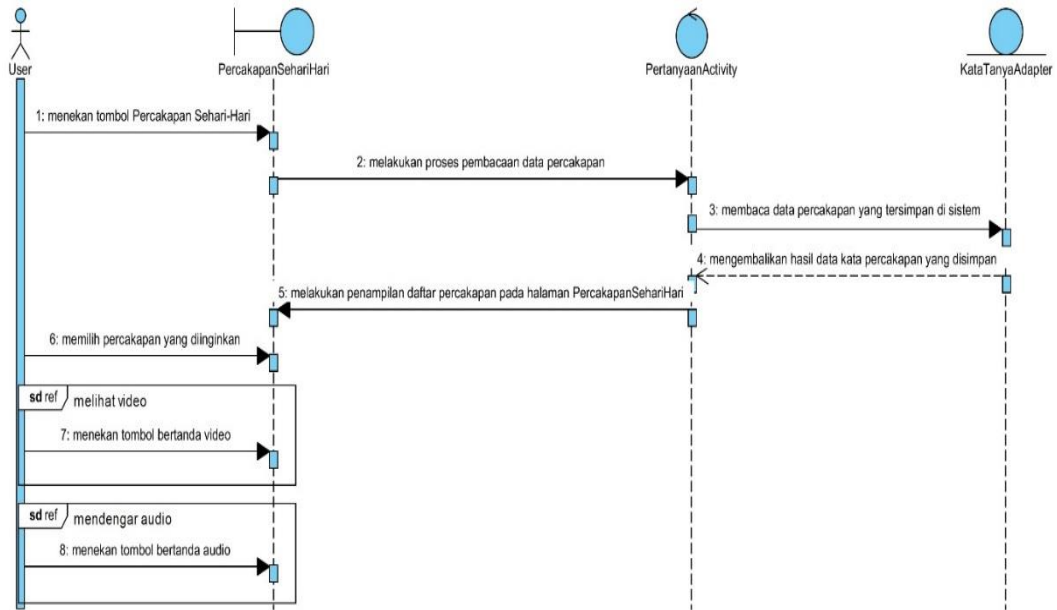 User
PercakapanSehariHari
PertanyaanActivity
KataTanyaAdapter
1: menekan tombol Percakapan Sehari-Hari
2: melakukan proses pembacaan data percakapan
3: membaca data percakapan yang tersimpan di sistem
4: mengembalikan hasil data kata percakapan yang disimpan
5: melakukan penampilan daftar percakapan pada halaman PercakapanSehariHari
6: memilih percakapan yang diinginkan
sd ref melihat video
7: menekan tombol bertanda video
sd ref mendengar audio
8: menekan tombol bertanda audio